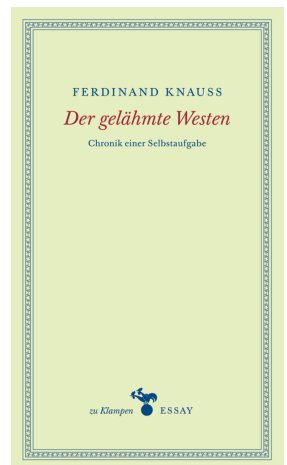 FERDINAND KNAUSS
Der gelähmte Westen
Chronik einer Selbstaufgabe
zu Klampen ESSAY